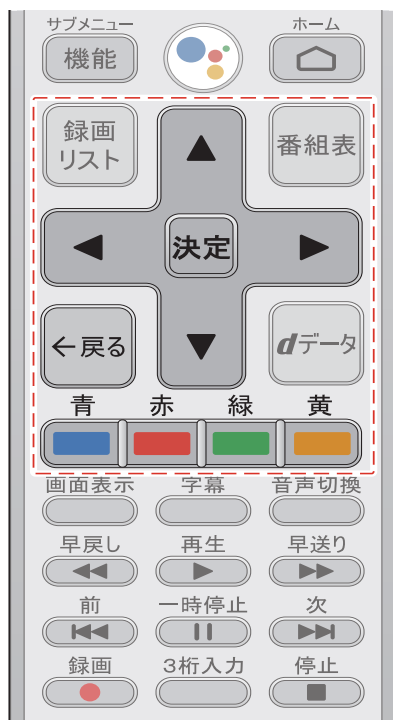 サブメニュー
ホーム
機能
録画
リスト
番組表
決定
←戻る
dデータ
青 赤 緑 黄
画面表示 字幕 音声切換
早戻し 再生 早送り
前 一時停止 次
録画 3桁入力 停止